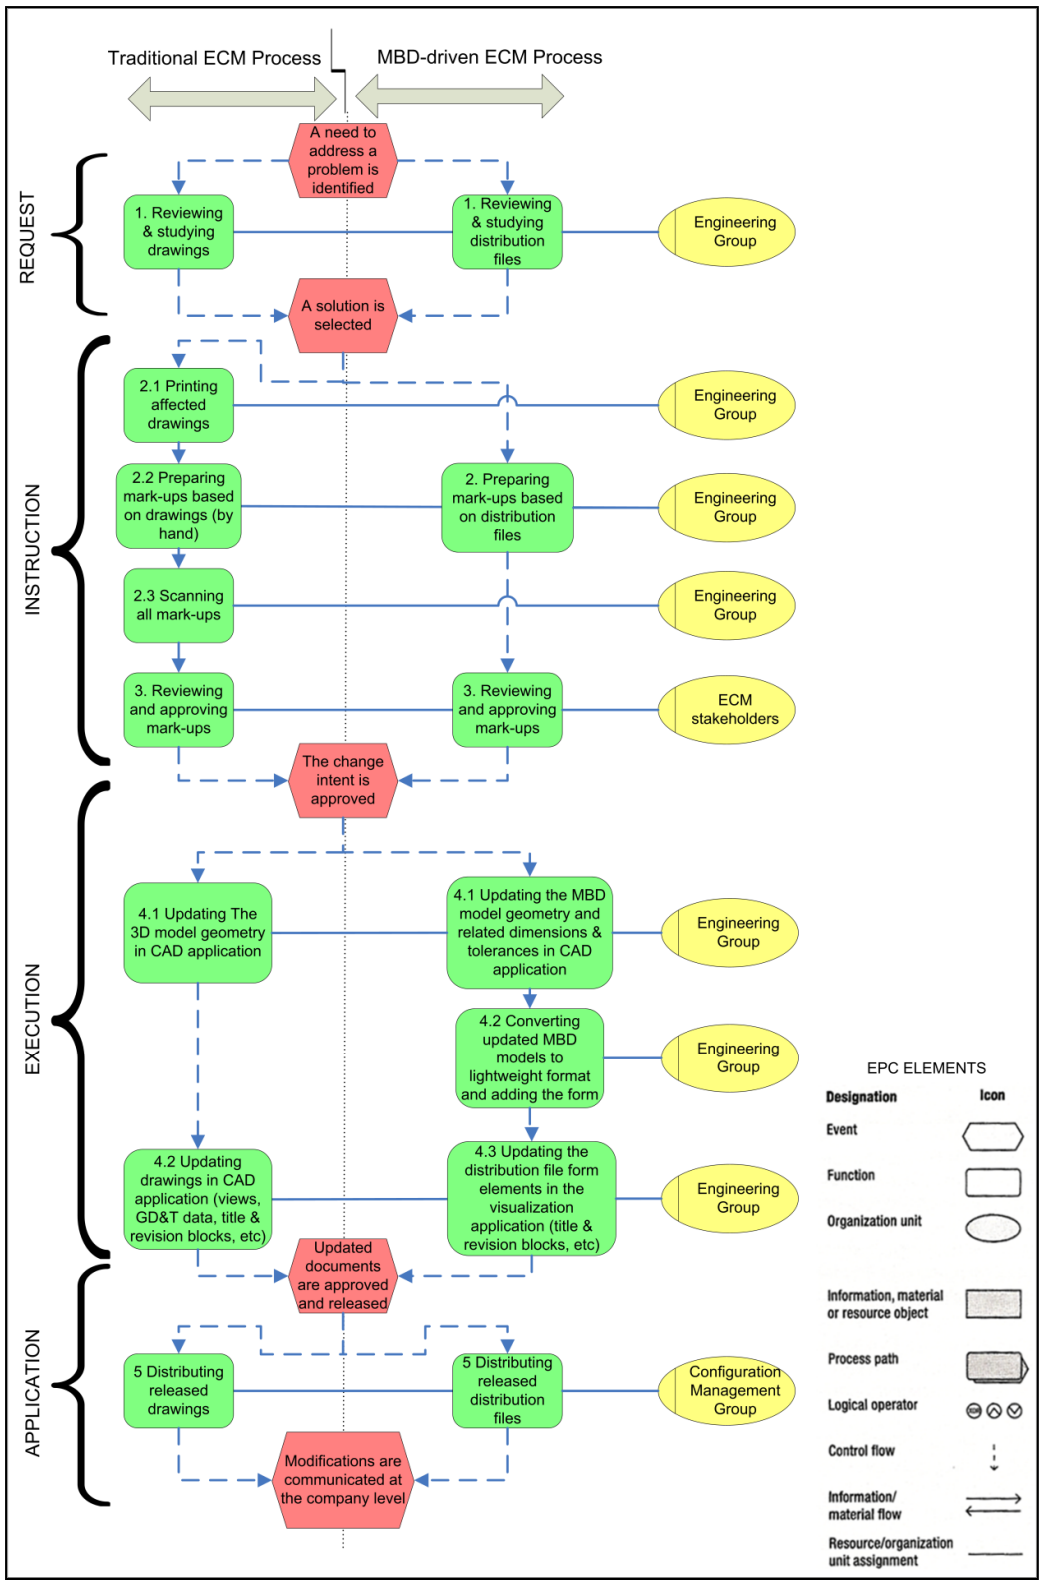 Traditional ECM Process
MBD-driven ECM Process
A need to
address a
problem is
identified
REQUEST
1. Reviewing
& studying
drawings
1. Reviewing
& studying
distribution
files
Engineering
Group
A solution is
selected
INSTRUCTION
2.1 Printing
affected
drawings
Engineering
Group
2.2 Preparing
mark-ups based
on drawings (by
hand)
2. Preparing
mark-ups based
on distribution
files
Engineering
Group
2.3 Scanning
all mark-ups
Engineering
Group
3. Reviewing
and approving
mark-ups
3. Reviewing
and approving
mark-ups
ECM
stakeholders
The change
intent is
approved
EXECUTION
4.1 Updating The
3D model geometry
in CAD application
4.1 Updating the MBD
model geometry and
related dimensions &
tolerances in CAD
application
Engineering
Group
4.2 Converting
updated MBD
models to
lightweight format
and adding the form
Engineering
Group
4.2 Updating
drawings in CAD
application (views,
GD&T data, title &
revision blocks, etc)
4.3 Updating the
distribution file form
elements in the
visualization
application (title &
revision blocks, etc)
Engineering
Group
Updated
documents
are approved
and released
APPLICATION
5 Distributing
released
drawings
5 Distributing
released
distribution
files
Configuration
Management
Group
Modifications are
communicated at
the company level
EPC ELEMENTS
Designation Icon
Event
Function
Organization unit
Information, material
or resource object
Process path
Logical operator
XOR
Control flow
Information/
material flow
Resource/organization
unit assignment